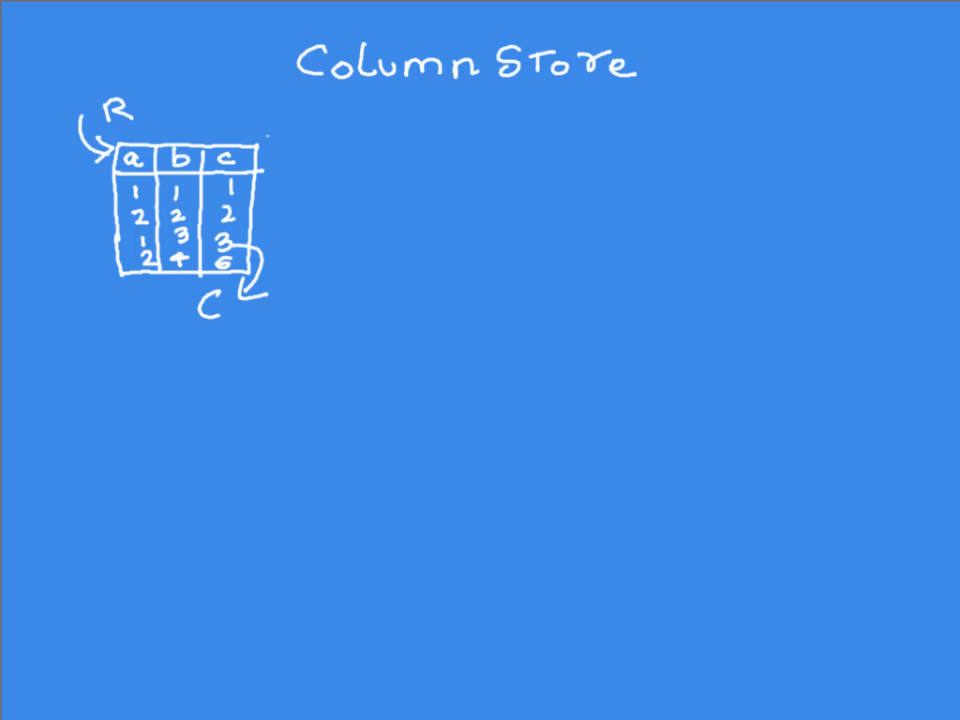 Column Store
R
a b c
1 1 1
2 2 2
1 3 3
2 4 6
C